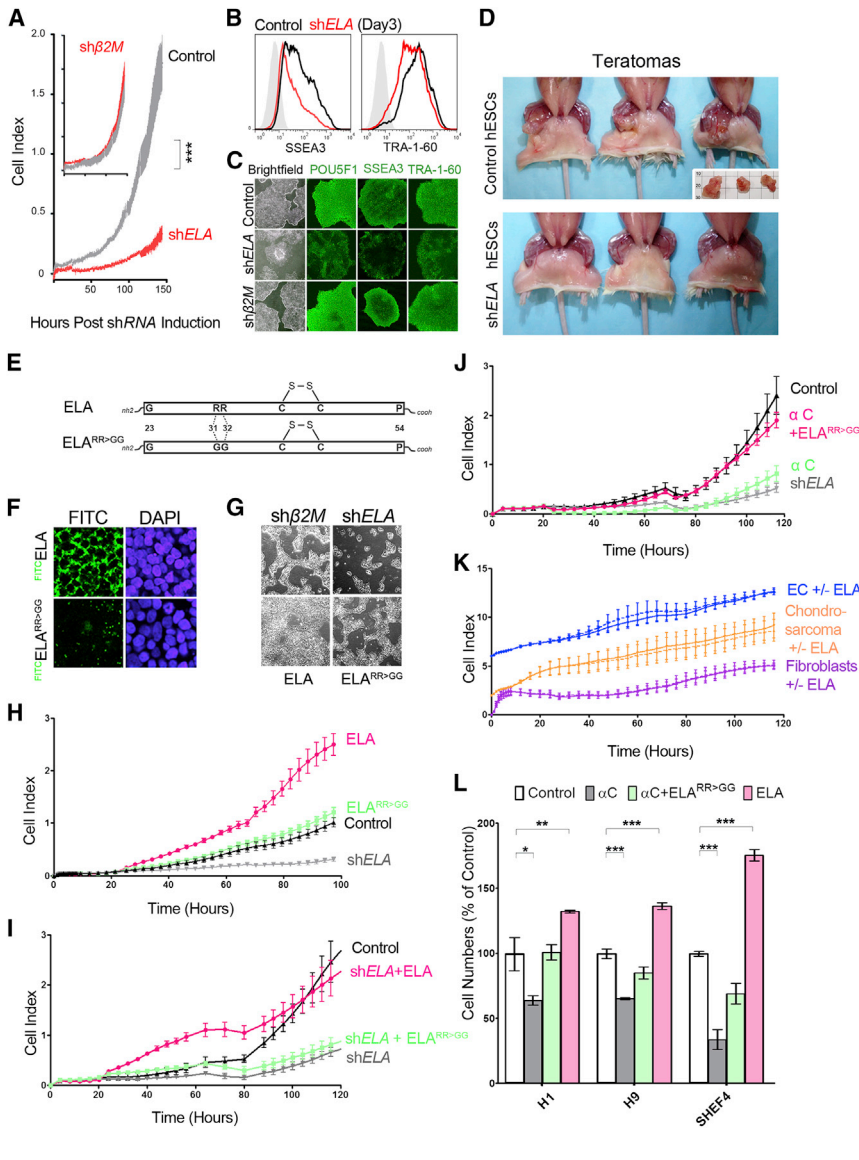 A
shβ2M
Control
shELA
***
Cell Index
2.0
1.5
1.0
0.5
0
50
100
150
Hours Post shRNA Induction
B
Control shELA (Day3)
SSEA3
TRA-1-60
C
Brightfield POU5F1 SSEA3 TRA-1-60
Control
shELA
shβ2M
D
Teratomas
Control hESCs
shELA hESCs
E
ELA
nh2 G RR C C P cooh
S – S
23 31 32 54
ELARR>GG
nh2 G GG C C P cooh
S – S
F
FITC DAPI
FITCELA
FITCELARR>GG
G
shβ2M shELA
ELA ELARR>GG
H
Cell Index
3
2
1
0
0 20 40 60 80 100
Time (Hours)
ELA
ELARR>GG
Control
shELA
I
Cell Index
3
2
1
0
0 20 40 60 80 100 120
Time (Hours)
Control
shELA+ELA
shELA + ELARR>GG
shELA
J
Cell Index
3
2
1
0
0 20 40 60 80 100 120
Time (Hours)
Control
α C
+ELARR>GG
α C
shELA
K
Cell Index
15
10
5
0
0 20 40 60 80 100 120
Time (Hours)
EC +/- ELA
Chondro-
sarcoma
+/- ELA
Fibroblasts
+/- ELA
L
Control αC αC+ELARR>GG ELA
Cell Numbers (% of Control)
200
150
100
50
0
** *** ***
* *** ***
H1 H9 SHEF4